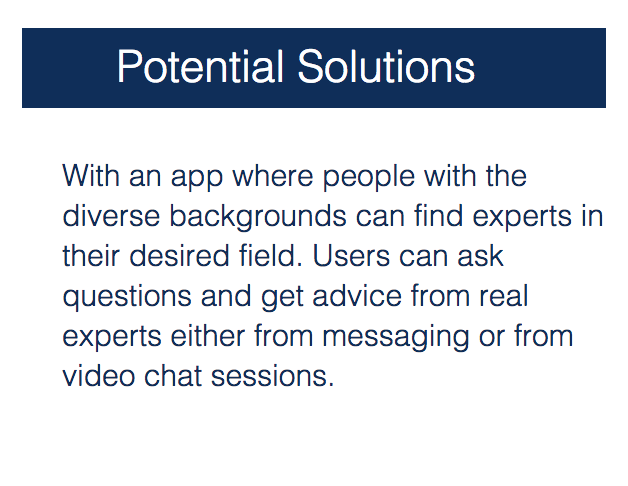 Potential Solutions
With an app where people with the
diverse backgrounds can find experts in
their desired field. Users can ask
questions and get advice from real
experts either from messaging or from
video chat sessions.